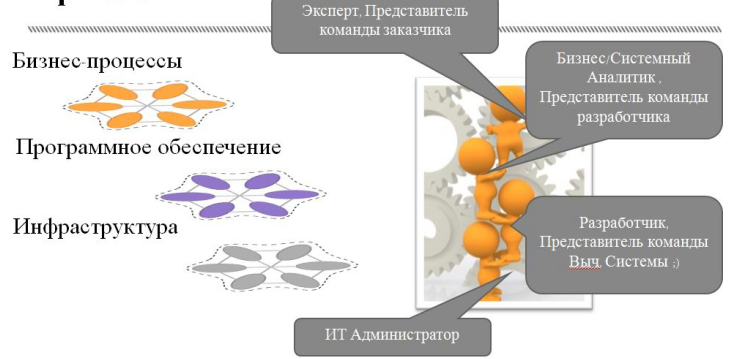 Эксперт, Представитель
команды заказчика
Бизнес-процессы
Бизнес/Системный
Аналитик ,
Представитель команды
разработчика
Программное обеспечение
Инфраструктура
Разработчик,
Представитель команды
Выч. Системы ;)
ИТ Администратор